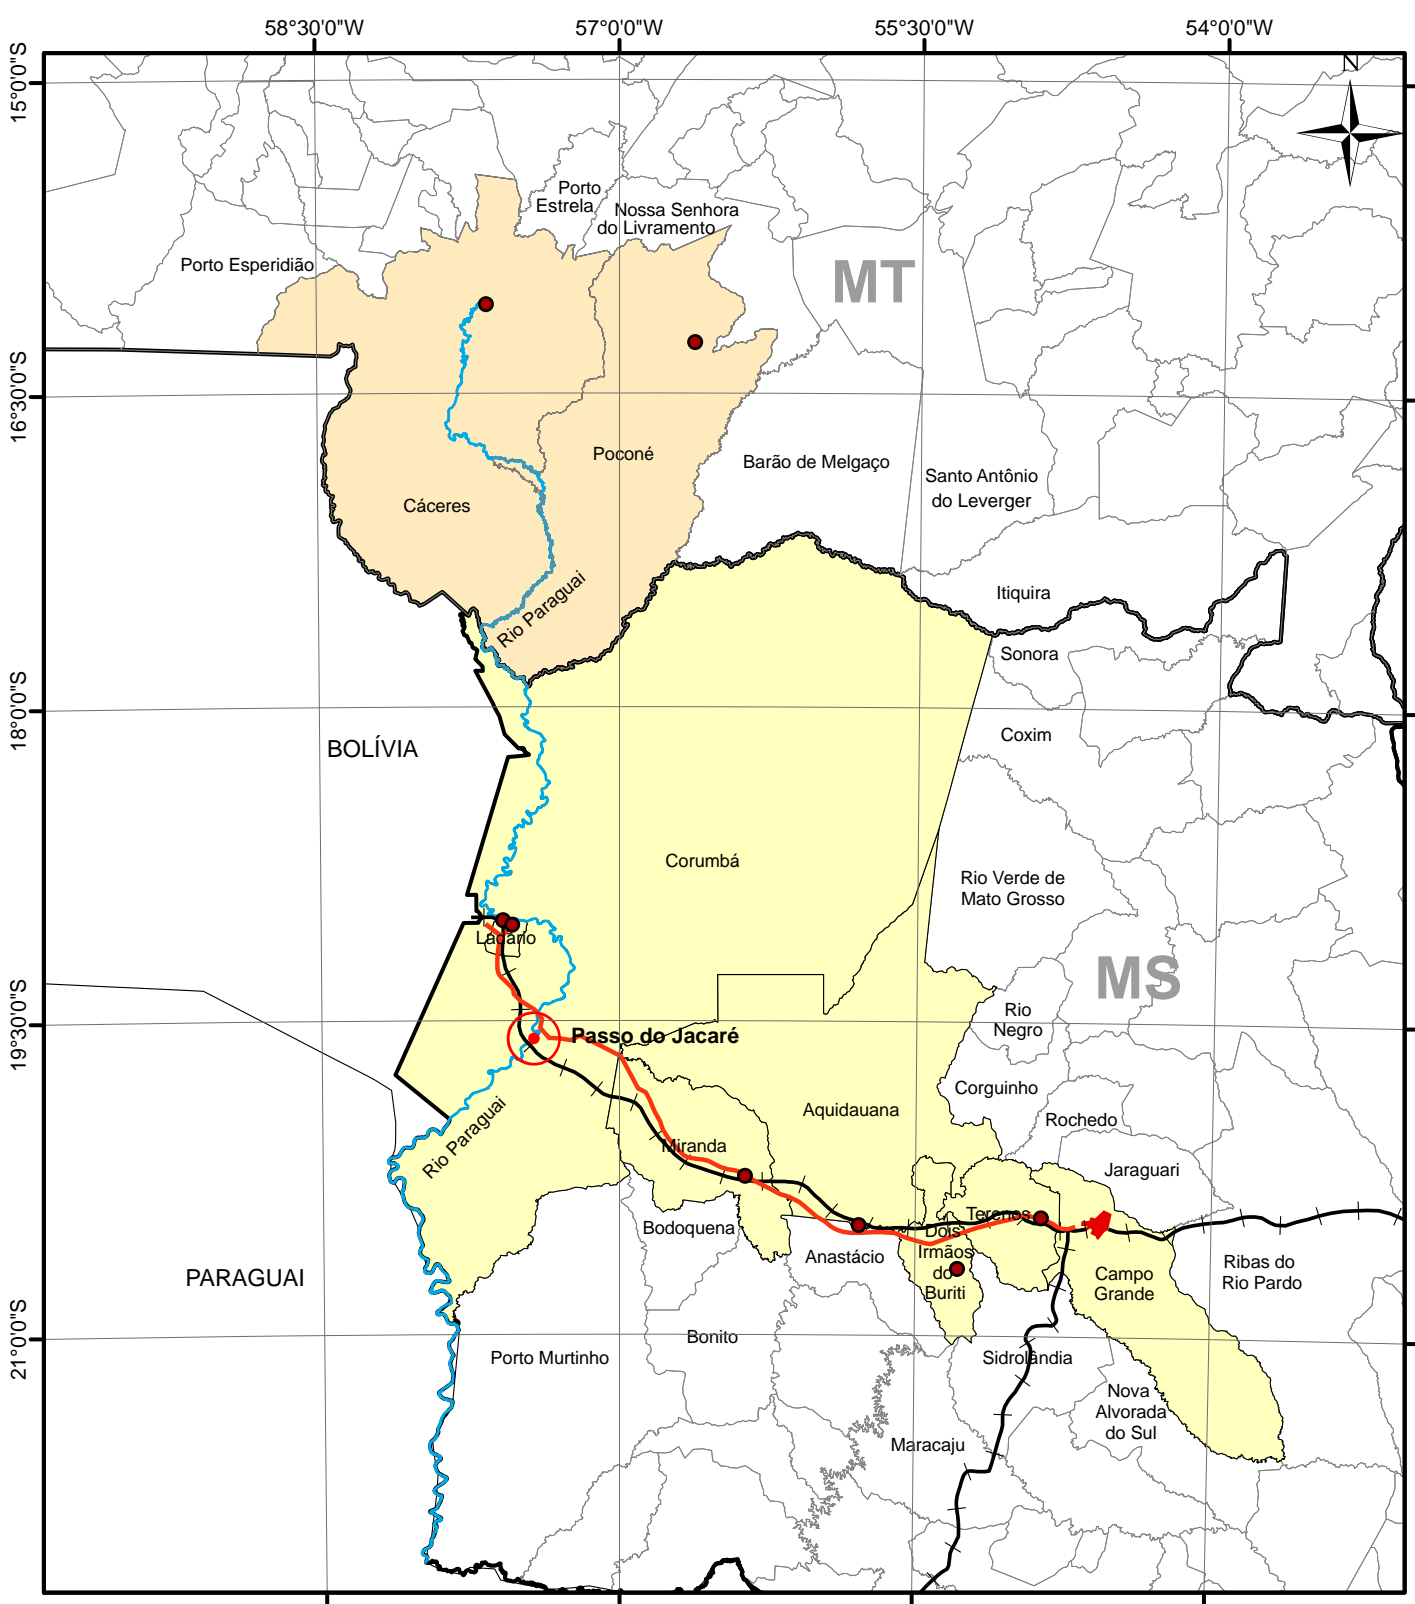 58°30'0"W
57°0'0"W
55°30'0"W
54°0'0"W
15°0'0"S
N
Porto
Estrela
Nossa Senhora
do Livramento
Porto Esperidião
MT
16°30'0"S
Poconé
Barão de Melgaço
Santo Antônio
do Leverger
Cáceres
Rio Paraguai
Itiquira
Sonora
18°0'0"S
Coxim
BOLÍVIA
Corumbá
Rio Verde de
Mato Grosso
Ladário
MS
19°30'0"S
Rio
Negro
Passo do Jacaré
Corguinho
Aquidauana
Rochedo
Rio Paraguai
Miranda
Jaraguari
Terenos
Bodoquena
Anastácio
Dois
Irmãos
do
Buriti
Ribas do
Rio Pardo
PARAGUAI
Campo
Grande
21°0'0"S
Bonito
Porto Murtinho
Sidrolândia
Nova
Alvorada
do Sul
Maracaju